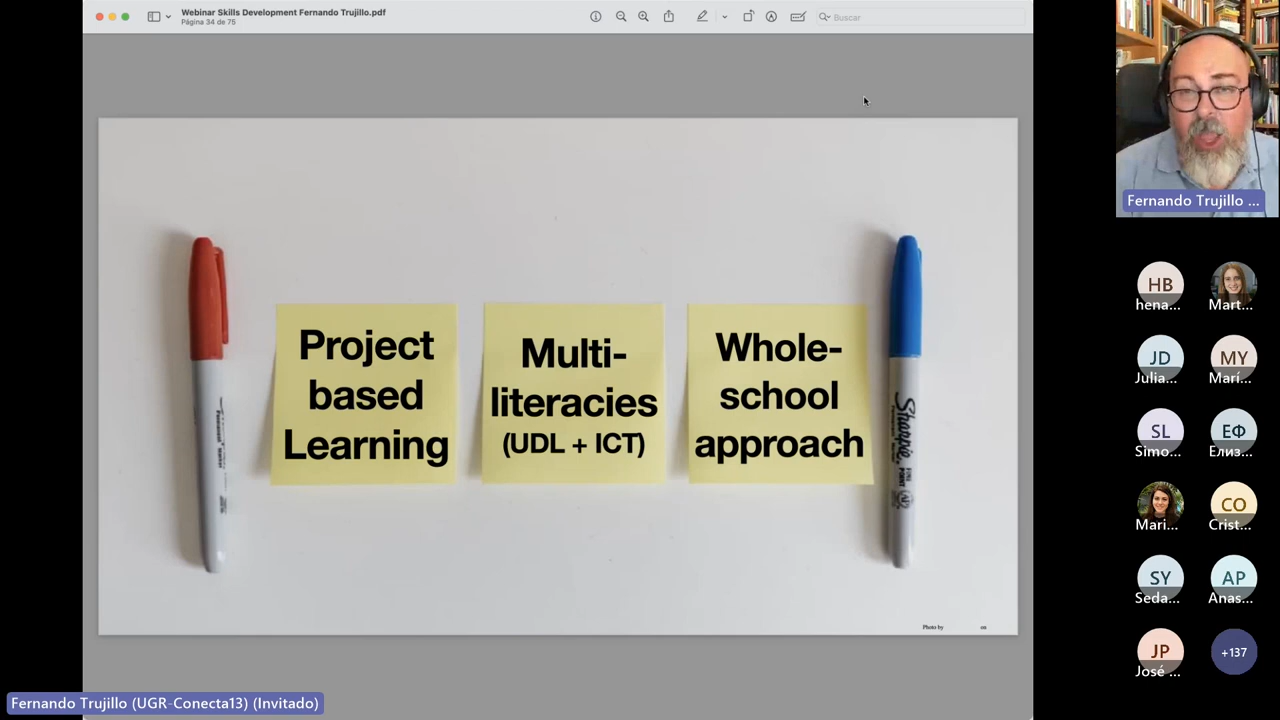 Webinar Skills Development Fernando Trujillo.pdf
Página 34 de 75
Buscar
Project
based
Learning
Multi-
literacies
(UDL + ICT)
Whole-
school
approach
Sharpie
Photo by on
Fernando Trujillo ...
HB
hena...
Mart...
JD
Julia...
MY
Marí...
SL
Simo...
ЕФ
Елиз...
Mari...
CO
Crist...
SY
Seda...
AP
Anas...
JP
José ...
+137
Fernando Trujillo (UGR-Conecta13) (Invitado)